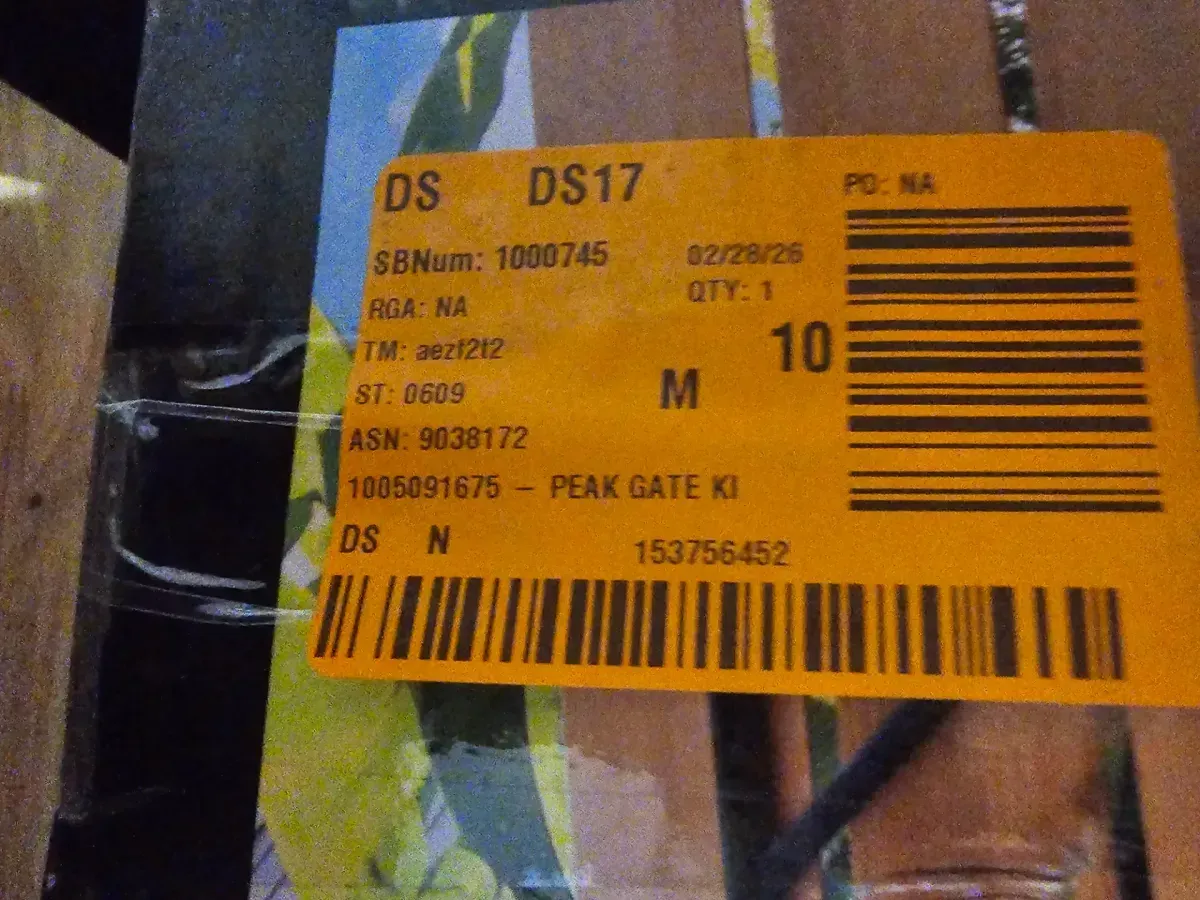 DS DS17 PO: NA
SBNum: 1000745 02/28/26
RGA: NA QTY: 1
TM: aezf2t2 10
ST: 0609 M
ASN: 9038172
1005091675 – PEAK GATE KI
DS N 153756452